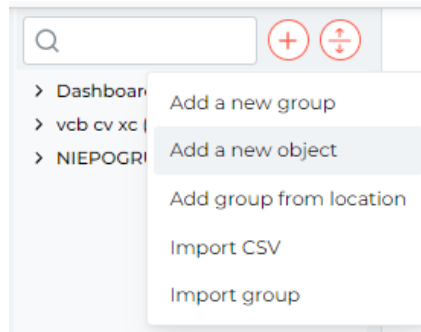 Dashboar
Add a new group
vcb cv xc (
Add a new object
NIEPOGRU
Add group from location
Import CSV
Import group